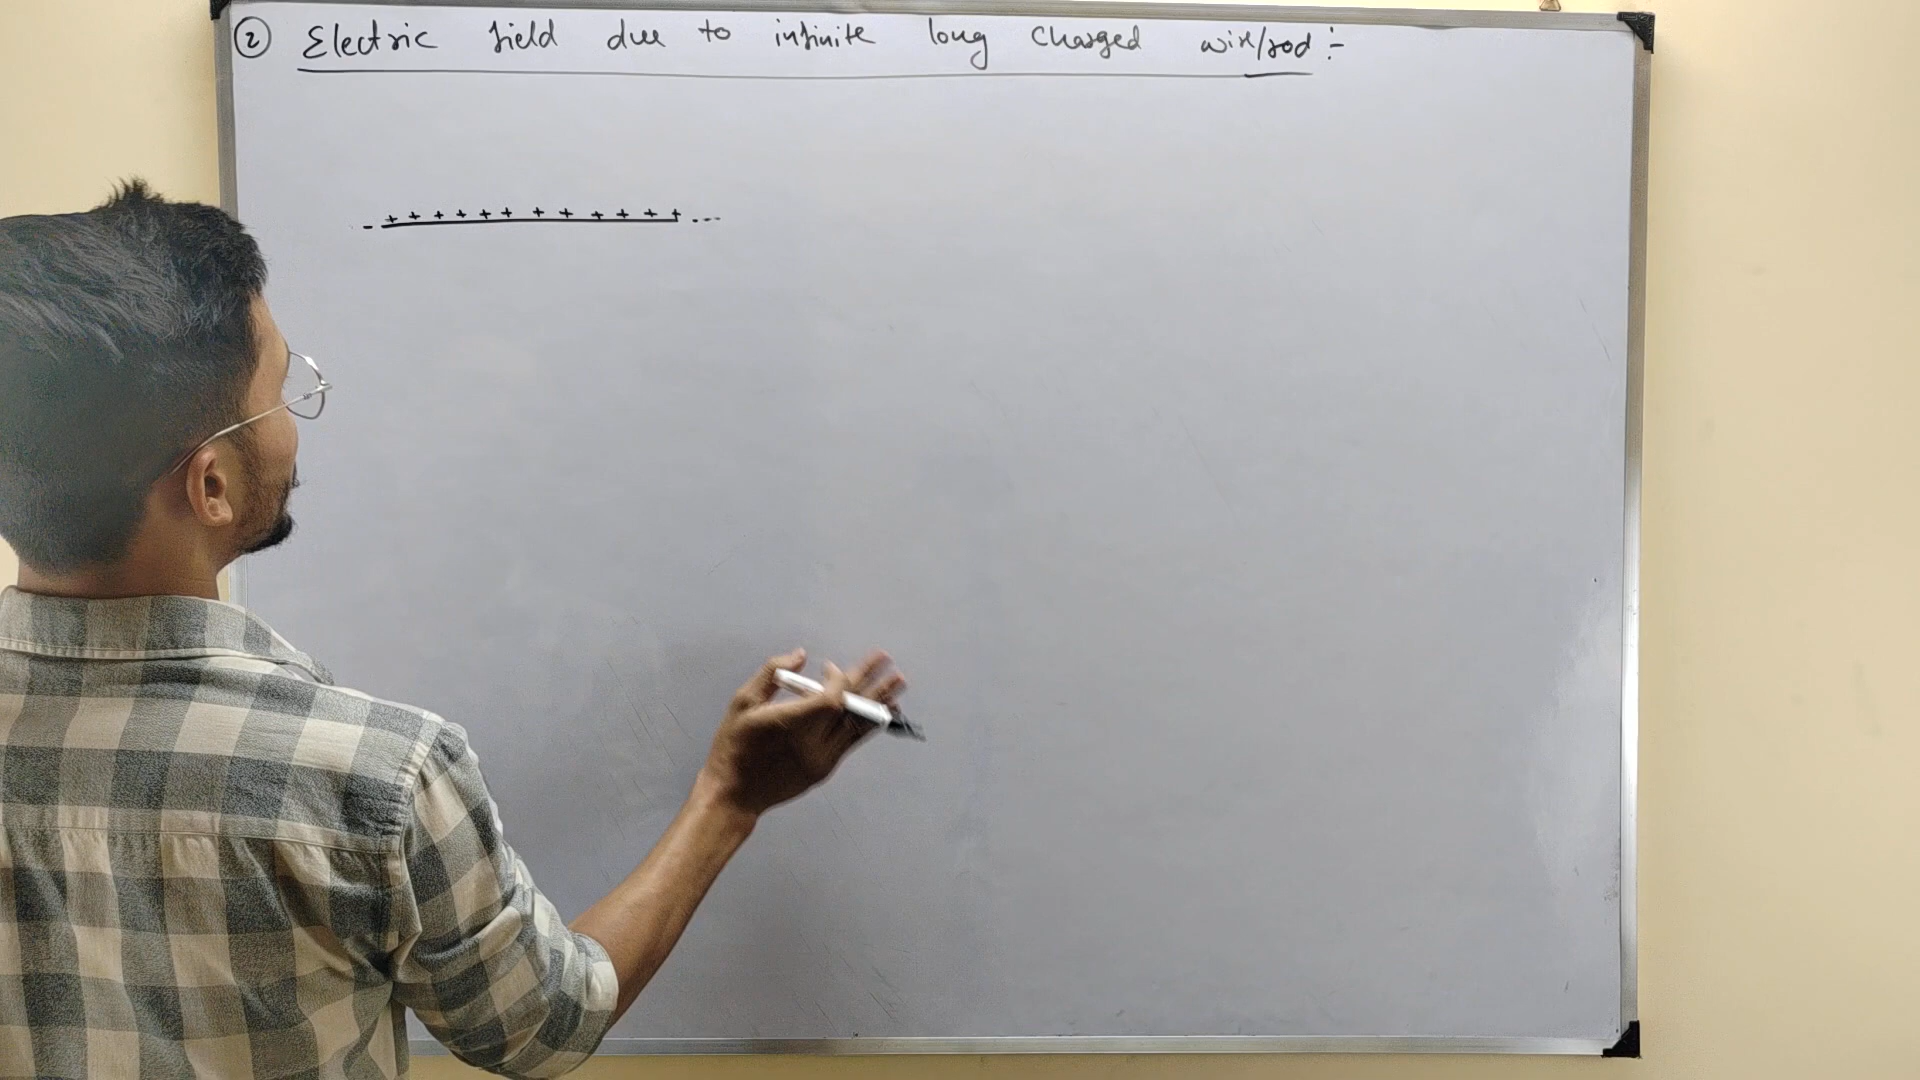 ② Electric field due to infinite long charged wire/rod :-
- + + + + + + + + + + + + ...